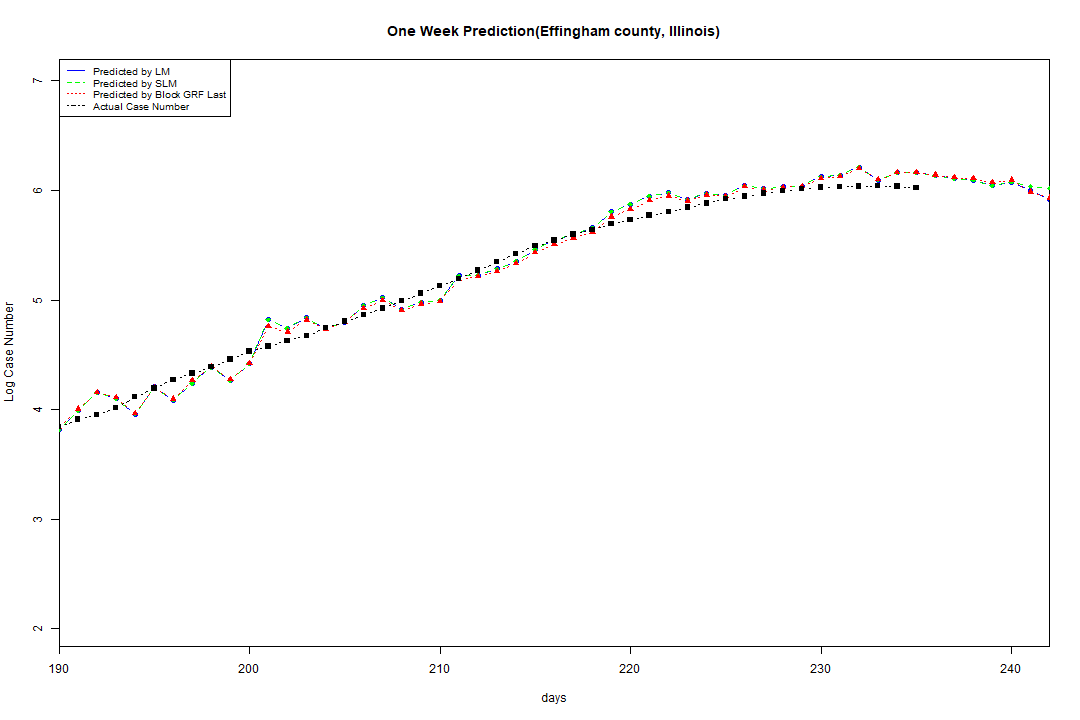 One Week Prediction(Effingham county, Illinois)
Predicted by LM
Predicted by SLM
Predicted by Block GRF Last
Actual Case Number
7
6
5
4
3
2
Log Case Number
190 200 210 220 230 240
days